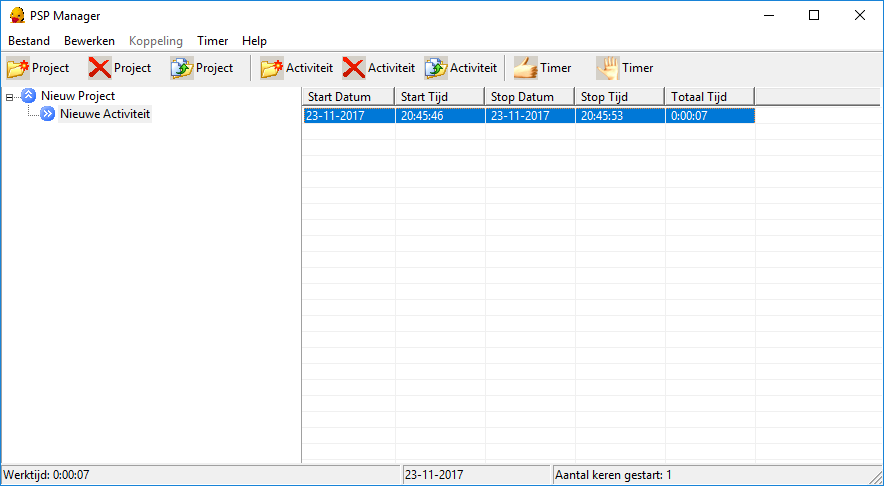 PSP Manager
Bestand Bewerken Koppeling Timer Help
Project Project Project Activiteit Activiteit Activiteit Timer Timer
Nieuw Project
Nieuwe Activiteit
Start Datum Start Tijd Stop Datum Stop Tijd Totaal Tijd
23-11-2017 20:45:46 23-11-2017 20:45:53 0:00:07
Werktijd: 0:00:07 23-11-2017 Aantal keren gestart: 1